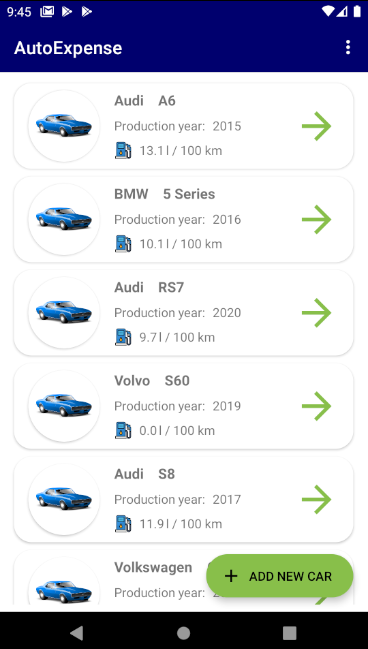 9:45
AutoExpense
Audi A6
Production year: 2015
13.1 l / 100 km
BMW 5 Series
Production year: 2016
10.1 l / 100 km
Audi RS7
Production year: 2020
9.7 l / 100 km
Volvo S60
Production year: 2019
0.0 l / 100 km
Audi S8
Production year: 2017
11.9 l / 100 km
Volkswagen
Production year:
ADD NEW CAR